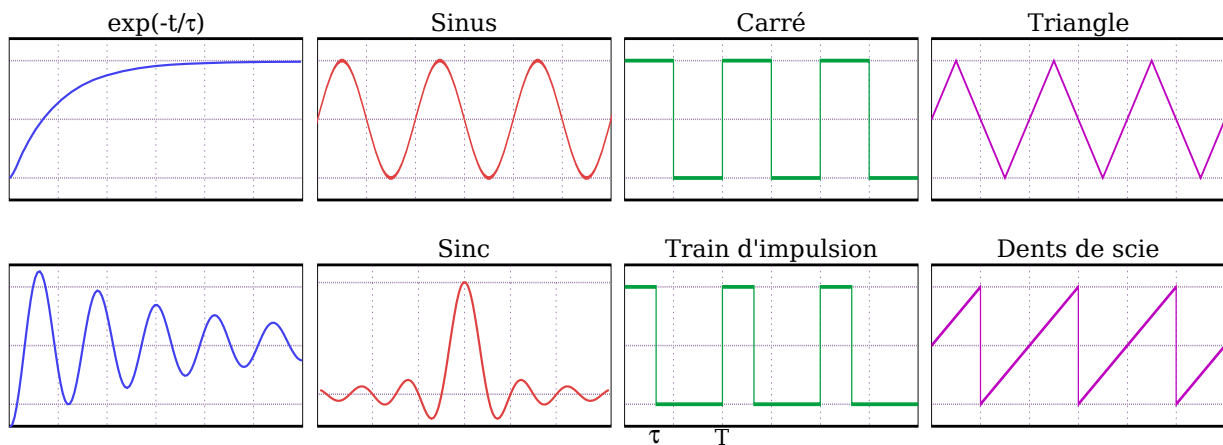 exp(-t/τ)
Sinus
Carré
Triangle
Sinc
Train d'impulsion
Dents de scie
τ
T